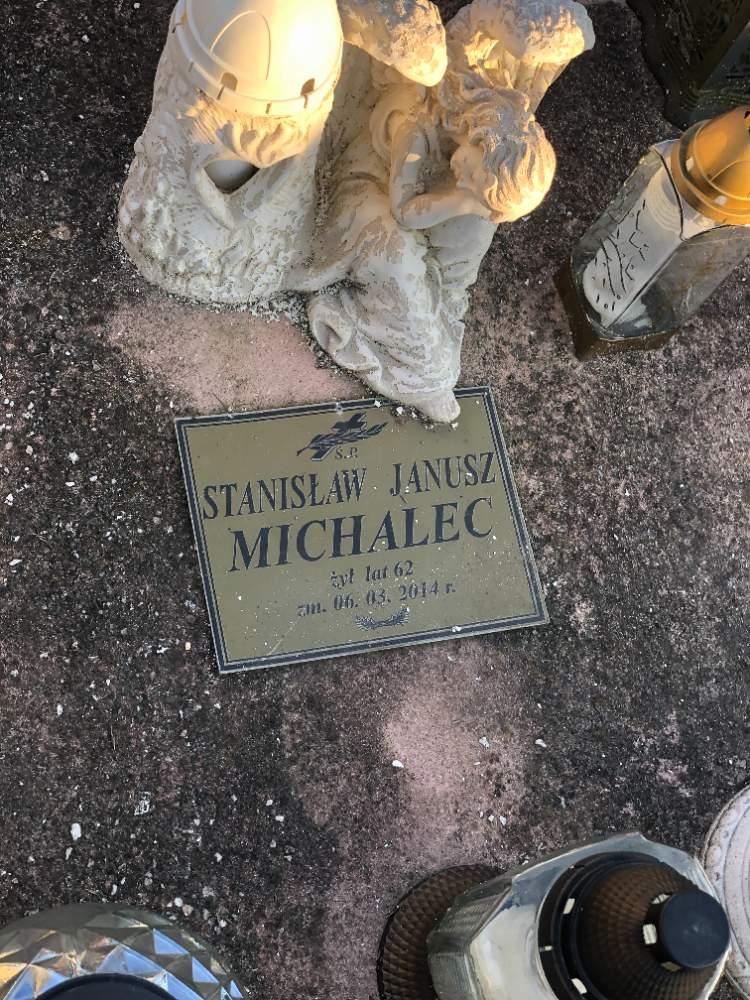 Ś.P.
STANISŁAW JANUSZ
MICHALEC
żył lat 62
zm. 06. 03. 2014 r.